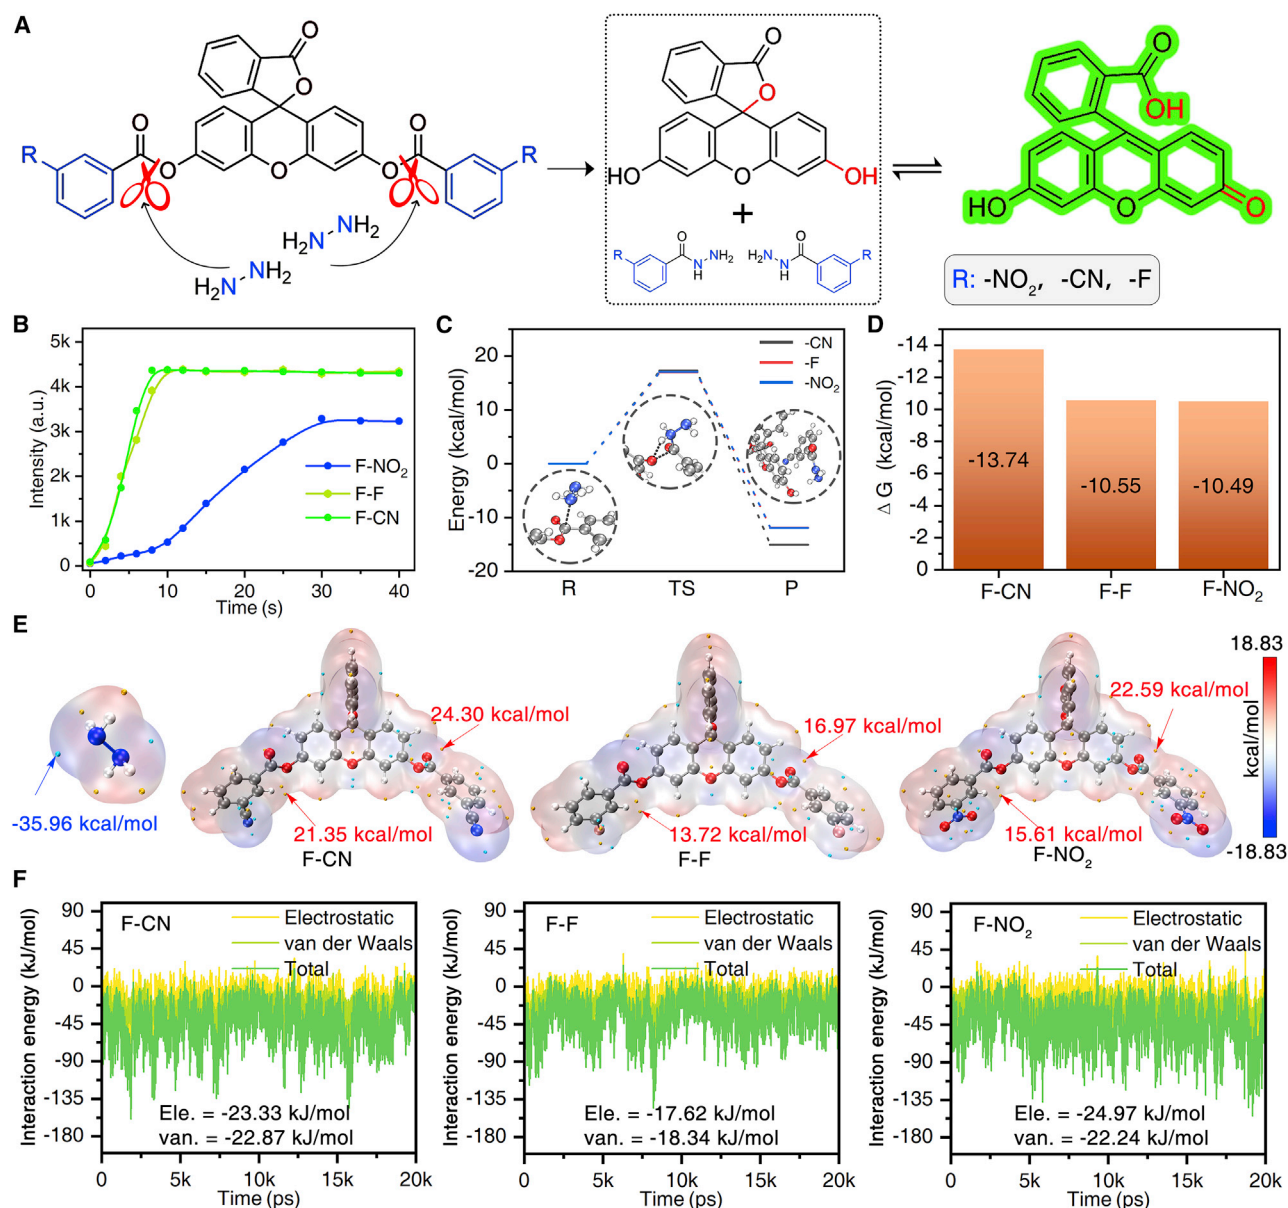 A
O
O
O
O
R
O
O
O
R
H₂N-NH₂
H₂N-NH₂
O
O
HO
O
OH
+
R
O
N
H
NH₂
H₂N
N
H
O
R
O
OH
HO
O
O
R: -NO₂, -CN, -F
B
Intensity (a.u.)
5k
4k
3k
2k
1k
0
F-NO₂
F-F
F-CN
0 10 20 30 40
Time (s)
C
Energy (kcal/mol)
20
10
0
-10
-20
-CN
-F
-NO₂
R TS P
D
Δ G (kcal/mol)
-14
-12
-10
-8
-6
-4
-2
0
-13.74
-10.55
-10.49
F-CN F-F F-NO₂
E
-35.96 kcal/mol
24.30 kcal/mol
21.35 kcal/mol
F-CN
16.97 kcal/mol
13.72 kcal/mol
F-F
22.59 kcal/mol
15.61 kcal/mol
F-NO₂
18.83
kcal/mol
-18.83
F
Interaction energy (kJ/mol)
90
45
0
-45
-90
-135
-180
F-CN
Electrostatic
van der Waals
Total
Ele. = -23.33 kJ/mol
van. = -22.87 kJ/mol
0 5k 10k 15k 20k
Time (ps)
Interaction energy (kJ/mol)
90
45
0
-45
-90
-135
-180
F-F
Electrostatic
van der Waals
Total
Ele. = -17.62 kJ/mol
van. = -18.34 kJ/mol
0 5k 10k 15k 20k
Time (ps)
Interaction energy (kJ/mol)
90
45
0
-45
-90
-135
-180
F-NO₂
Electrostatic
van der Waals
Total
Ele. = -24.97 kJ/mol
van. = -22.24 kJ/mol
0 5k 10k 15k 20k
Time (ps)